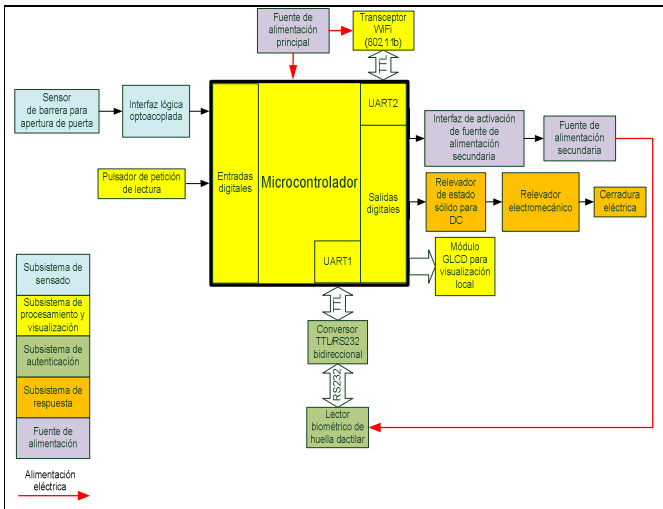 Fuente de
alimentación
principal
Transceptor
WiFi
(802,11b)
TTL
Sensor
de barrera para
apertura de puerta
Interfaz lógica
optoacoplada
UART2
Interfaz de activación
de fuente de
alimentación
secundaria
Fuente de
alimentación
secundaria
Pulsador de petición
de lectura
Entradas
digitales
Microcontrolador
Salidas
digitales
Relevador
de estado
sólido para
DC
Relevador
electromecánico
Cerradura
eléctrica
UART1
Módulo
GLCD para
visualización
local
TTL
Conversor
TTL/RS232
bidireccional
RS232
Lector
biométrico de
huella dactilar
Subsistema de
sensado
Subsistema de
procesamiento y
visualización
Subsistema de
autenticación
Subsistema de
respuesta
Fuente de
alimentación
Alimentación
eléctrica